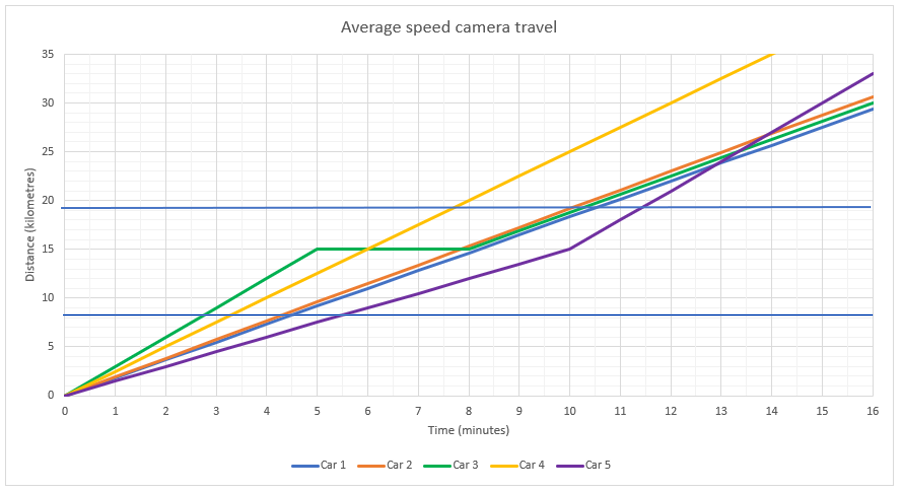 Average speed camera travel
35
30
25
20
15
10
5
0
Distance (kilometres)
0 1 2 3 4 5 6 7 8 9 10 11 12 13 14 15 16
Time (minutes)
Car 1 Car 2 Car 3 Car 4 Car 5